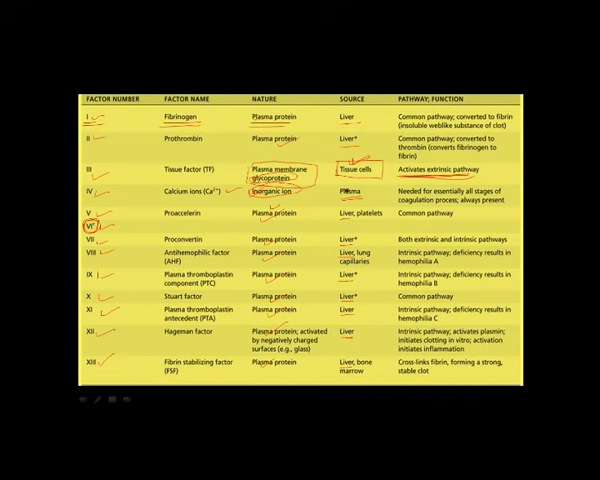 FACTOR NUMBER FACTOR NAME NATURE SOURCE PATHWAY; FUNCTION
I Fibrinogen Plasma protein Liver Common pathway; converted to fibrin
(insoluble weblike substance of clot)
II Prothrombin Plasma protein Liver* Common pathway; converted to
thrombin (converts fibrinogen to
fibrin)
III Tissue factor (TF) Plasma membrane Tissue cells Activates extrinsic pathway
glycoprotein
IV Calcium ions (Ca²⁺) Inorganic ion Plasma Needed for essentially all stages of
coagulation process; always present
V Proaccelerin Plasma protein Liver, platelets Common pathway
VI†
VII Proconvertin Plasma protein Liver* Both extrinsic and intrinsic pathways
VIII Antihemophilic factor Plasma protein Liver, lung Intrinsic pathway; deficiency results in
(AHF) capillaries hemophilia A
IX Plasma thromboplastin Plasma protein Liver* Intrinsic pathway; deficiency results in
component (PTC) hemophilia B
X Stuart factor Plasma protein Liver* Common pathway
XI Plasma thromboplastin Plasma protein Liver Intrinsic pathway; deficiency results in
antecedent (PTA) hemophilia C
XII Hageman factor Plasma protein; activated Liver Intrinsic pathway; activates plasmin;
by negatively charged initiates clotting in vitro; activation
surfaces (e.g., glass) initiates inflammation
XIII Fibrin stabilizing factor Plasma protein Liver, bone Cross-links fibrin, forming a strong,
(FSF) marrow stable clot